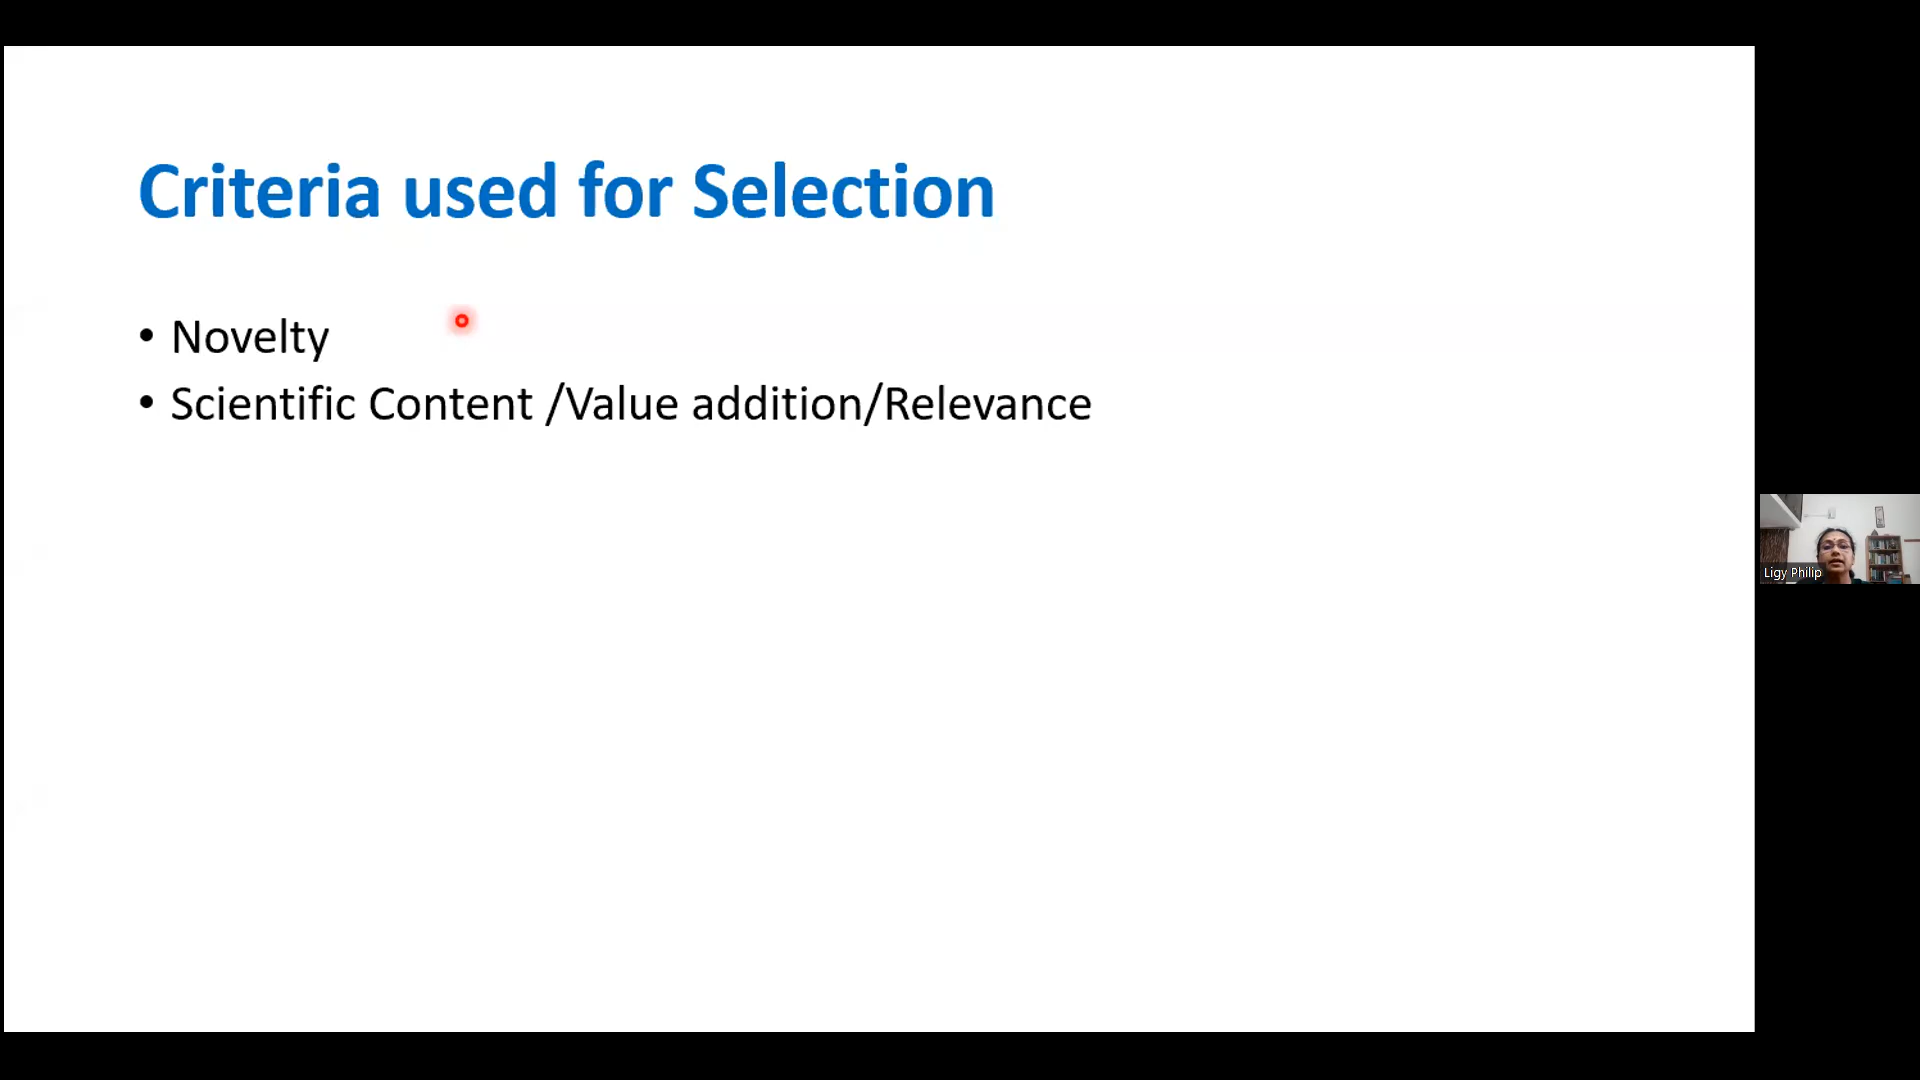 Criteria used for Selection
• Novelty
• Scientific Content /Value addition/Relevance
Ligy Philip